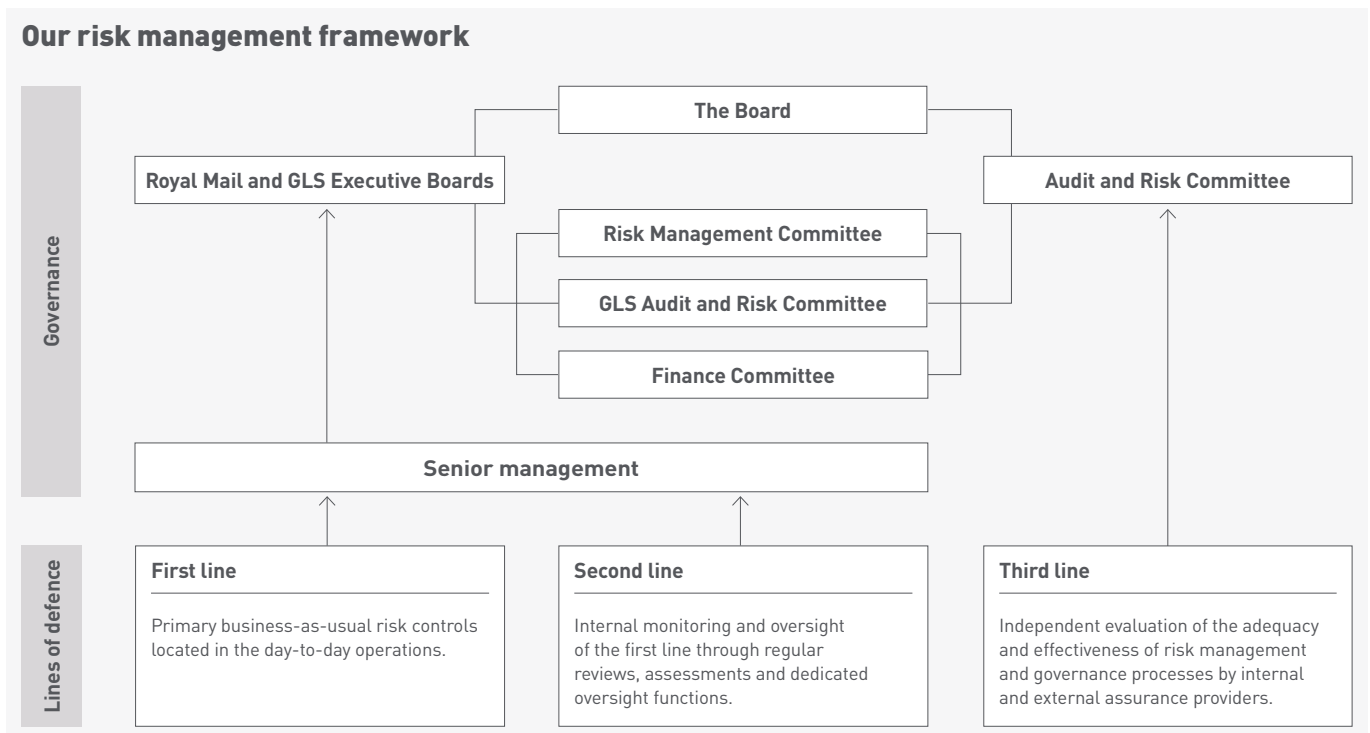 Our risk management framework
Governance
The Board
Royal Mail and GLS Executive Boards
Audit and Risk Committee
Risk Management Committee
GLS Audit and Risk Committee
Finance Committee
Senior management
Lines of defence
First line
Primary business-as-usual risk controls
located in the day-to-day operations.
Second line
Internal monitoring and oversight
of the first line through regular
reviews, assessments and dedicated
oversight functions.
Third line
Independent evaluation of the adequacy
and effectiveness of risk management
and governance processes by internal
and external assurance providers.